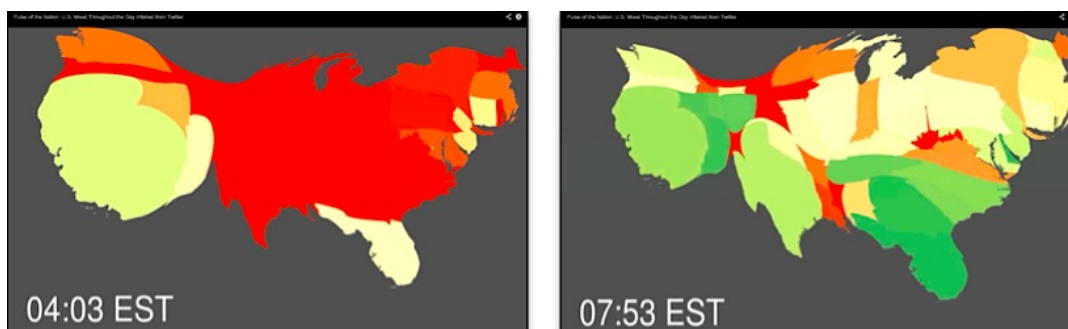 Pulse of the Nation: U.S. Mood Throughout the Day inferred from Twitter
04:03 EST
Pulse of the Nation: U.S. Mood Throughout the Day inferred from Twitter
07:53 EST